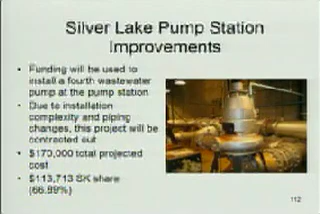 Silver Lake Pump Station
Improvements
• Funding will be used to
install a fourth wastewater
pump at the pump station
• Due to installation
complexity and piping
changes, this project will be
contracted out
• $170,000 total projected
cost
• $113,713 SK share
(66.89%)
112